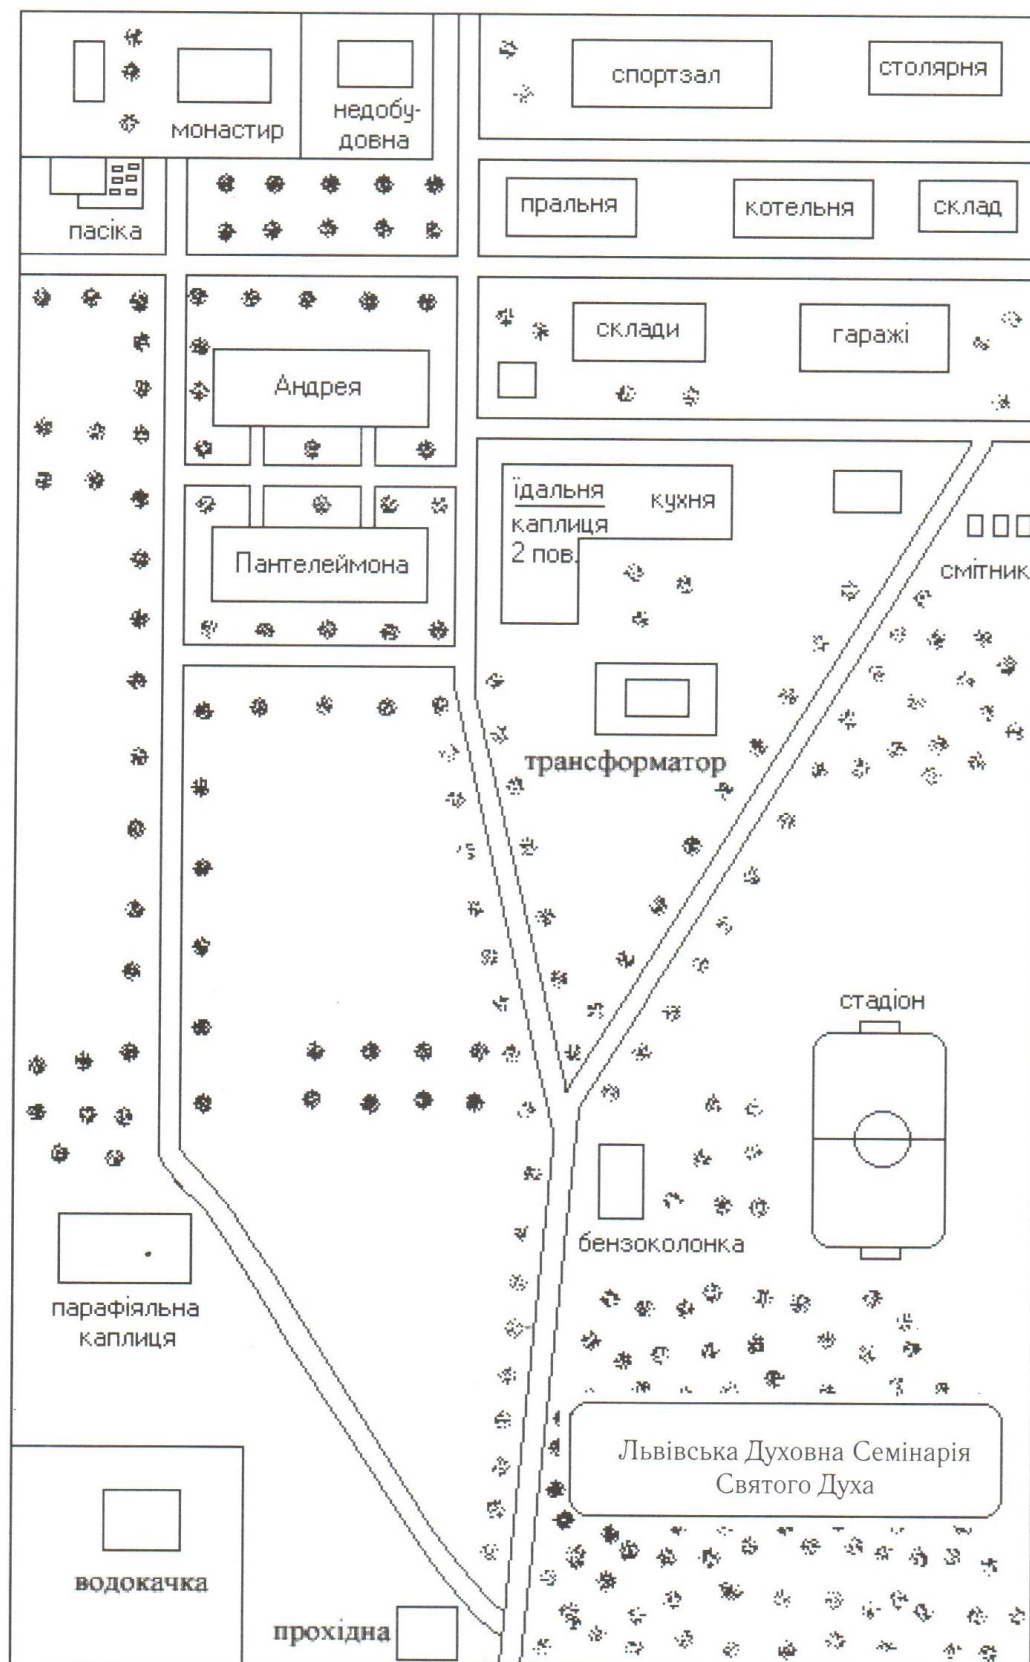 спортзал
столярня
монастир
недобу-
довна
пральня
котельня
склад
пасіка
склади
гаражі
Андрея
їдальня
кухня
каплиця
2 пов.
Пантелеймона
смітник
трансформатор
стадіон
бензоколонка
парафіяльна
каплиця
Львівська Духовна Семінарія
Святого Духа
водокачка
прохідна